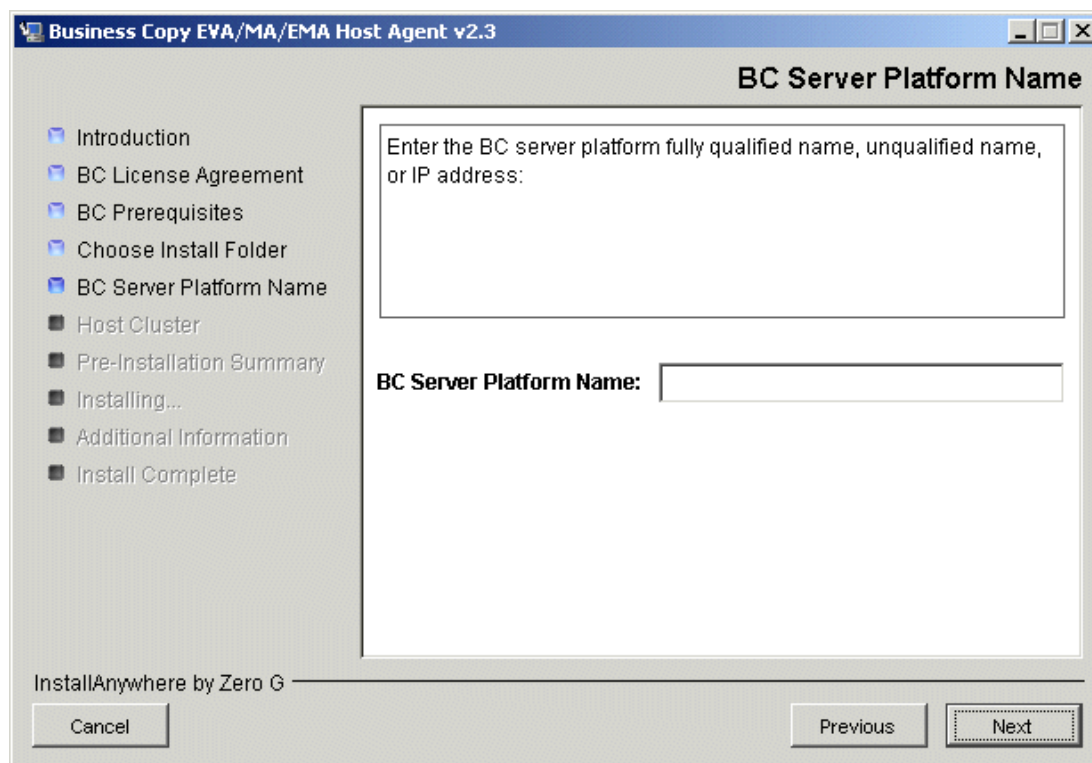 Business Copy EVA/MA/EMA Host Agent v2.3
BC Server Platform Name
Introduction
BC License Agreement
BC Prerequisites
Choose Install Folder
BC Server Platform Name
Host Cluster
Pre-Installation Summary
Installing...
Additional Information
Install Complete
Enter the BC server platform fully qualified name, unqualified name,
or IP address:
BC Server Platform Name:
InstallAnywhere by Zero G
Cancel
Previous
Next